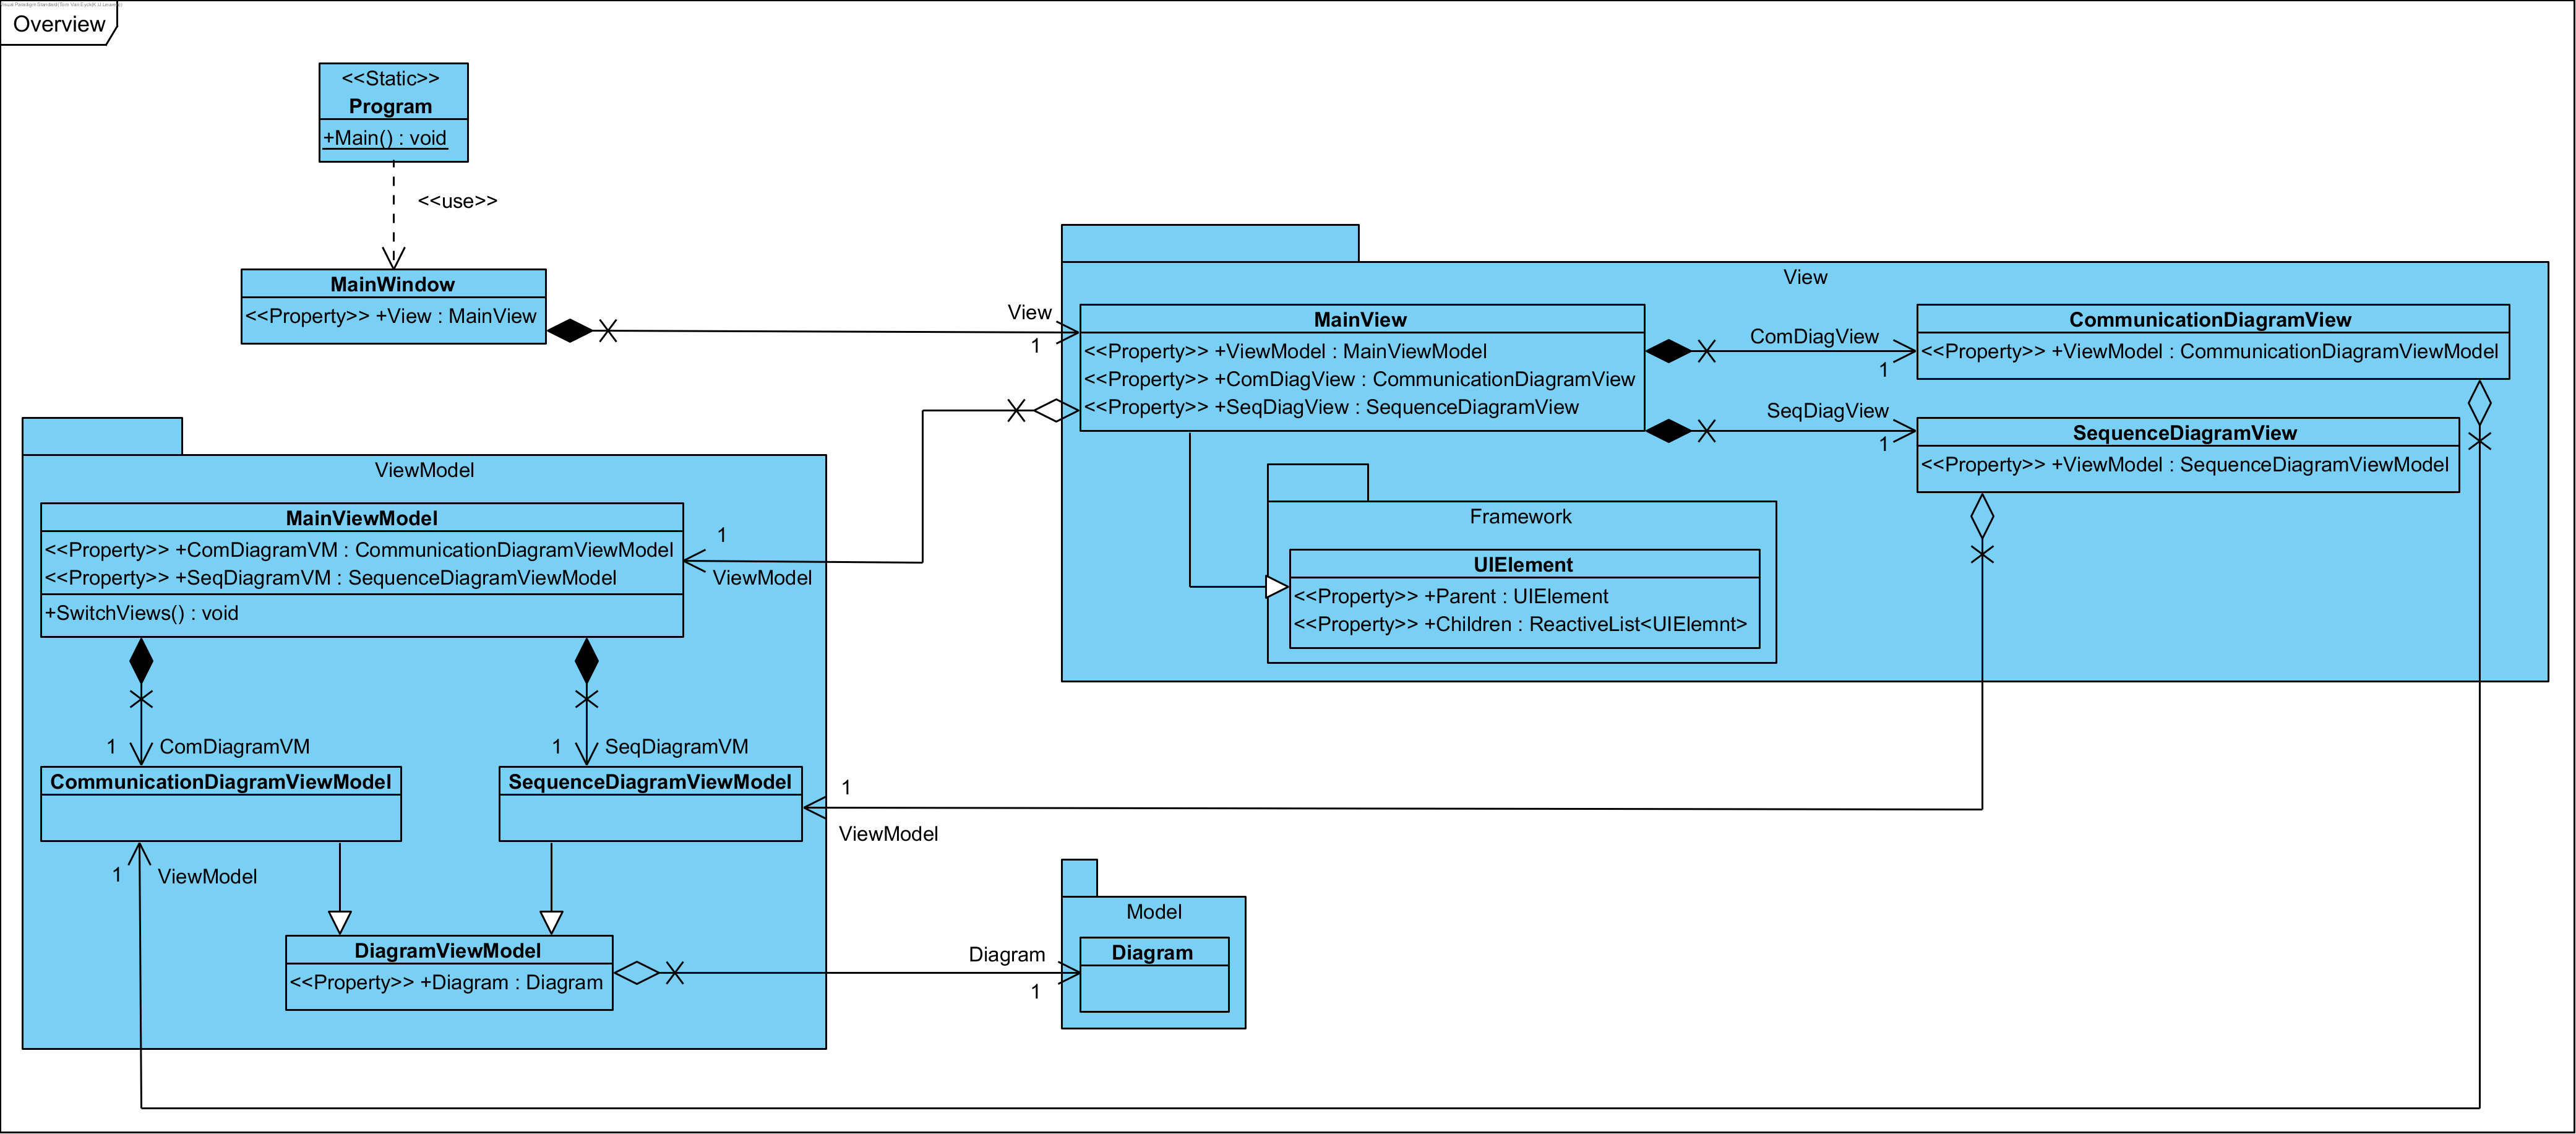 Overview
<<Static>>
Program
+Main() : void
<<use>>
MainWindow
<<Property>> +View : MainView
View
1
View
MainView
<<Property>> +ViewModel : MainViewModel
<<Property>> +ComDiagView : CommunicationDiagramView
<<Property>> +SeqDiagView : SequenceDiagramView
ComDiagView
1
CommunicationDiagramView
<<Property>> +ViewModel : CommunicationDiagramViewModel
SeqDiagView
1
SequenceDiagramView
<<Property>> +ViewModel : SequenceDiagramViewModel
Framework
UIElement
<<Property>> +Parent : UIElement
<<Property>> +Children : ReactiveList<UIElemnt>
ViewModel
MainViewModel
<<Property>> +ComDiagramVM : CommunicationDiagramViewModel
<<Property>> +SeqDiagramVM : SequenceDiagramViewModel
+SwitchViews() : void
1
ViewModel
1
ComDiagramVM
1
SeqDiagramVM
CommunicationDiagramViewModel
SequenceDiagramViewModel
1
ViewModel
1
ViewModel
DiagramViewModel
<<Property>> +Diagram : Diagram
Diagram
1
Model
Diagram